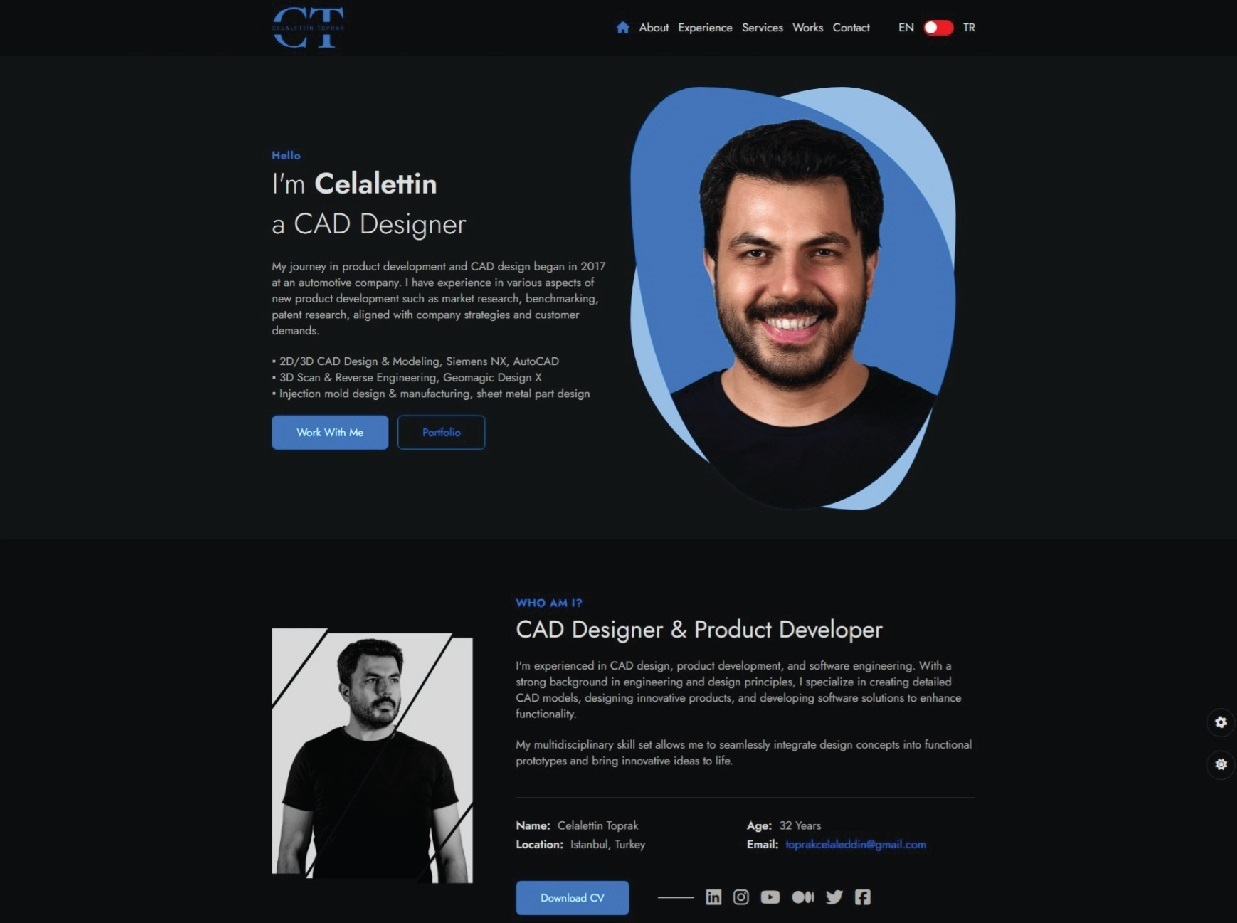 CT
CELALETTIN TOPRAK
About Experience Services Works Contact EN TR
Hello
I'm Celalettin
a CAD Designer
My journey in product development and CAD design began in 2017
at an automotive company. I have experience in various aspects of
new product development such as market research, benchmarking,
patent research, aligned with company strategies and customer
demands.
• 2D/3D CAD Design & Modeling, Siemens NX, AutoCAD
• 3D Scan & Reverse Engineering, Geomagic Design X
• Injection mold design & manufacturing, sheet metal part design
Work With Me Portfolio
WHO AM I?
CAD Designer & Product Developer
I'm experienced in CAD design, product development, and software engineering. With a
strong background in engineering and design principles, I specialize in creating detailed
CAD models, designing innovative products, and developing software solutions to enhance
functionality.
My multidisciplinary skill set allows me to seamlessly integrate design concepts into functional
prototypes and bring innovative ideas to life.
Name: Celalettin Toprak Age: 32 Years
Location: Istanbul, Turkey Email: toprakcelaleddin@gmail.com
Download CV